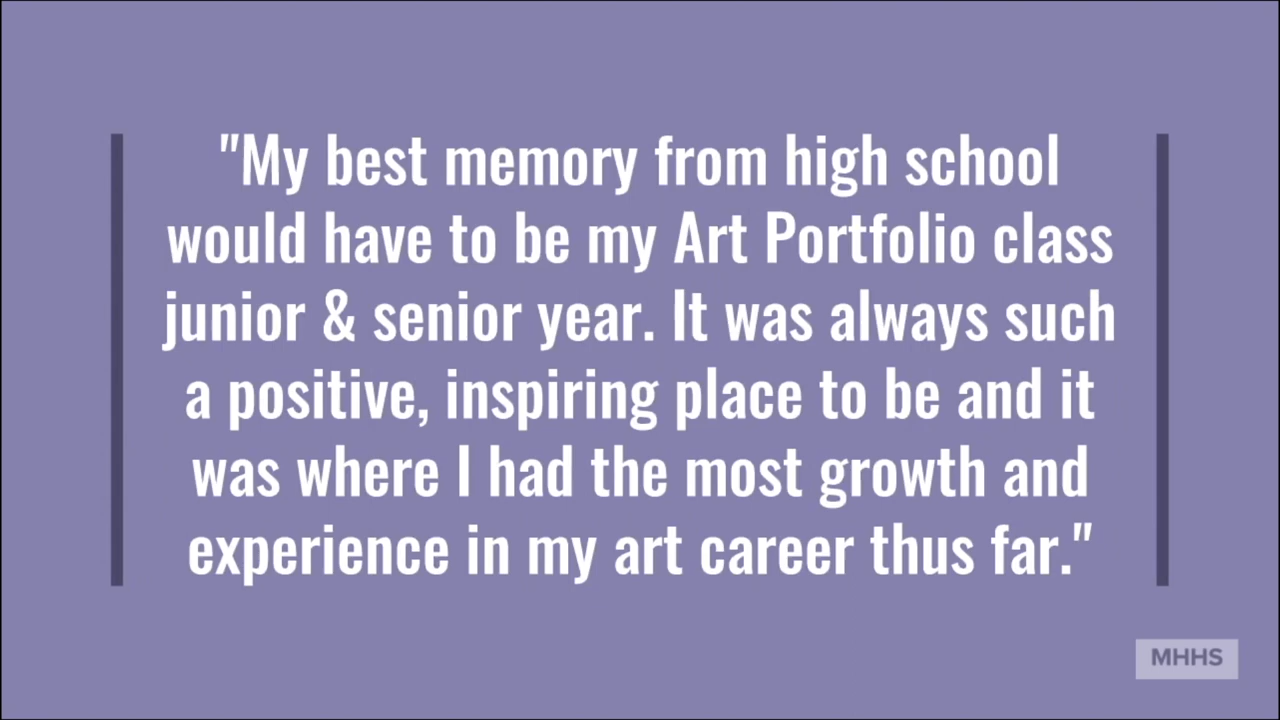 "My best memory from high school
would have to be my Art Portfolio class
junior & senior year. It was always such
a positive, inspiring place to be and it
was where I had the most growth and
experience in my art career thus far."
MHHS